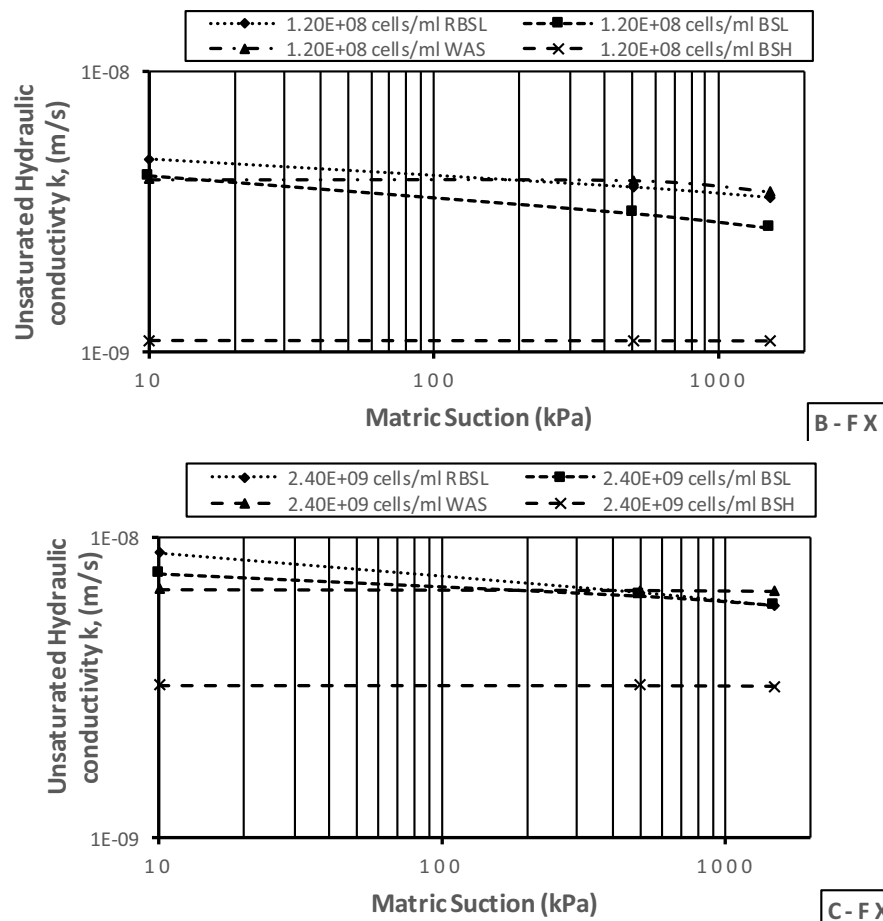 1.20E+08 cells/ml RBSL 1.20E+08 cells/ml BSL
1.20E+08 cells/ml WAS 1.20E+08 cells/ml BSH
1E-08
Unsaturated Hydraulic
conductivty k, (m/s)
1E-09
10 100 1000
Matric Suction (kPa)
B - F X
2.40E+09 cells/ml RBSL 2.40E+09 cells/ml BSL
2.40E+09 cells/ml WAS 2.40E+09 cells/ml BSH
1E-08
Unsaturated Hydraulic
conductivity k, (m/s)
1E-09
10 100 1000
Matric Suction (kPa)
C - F X